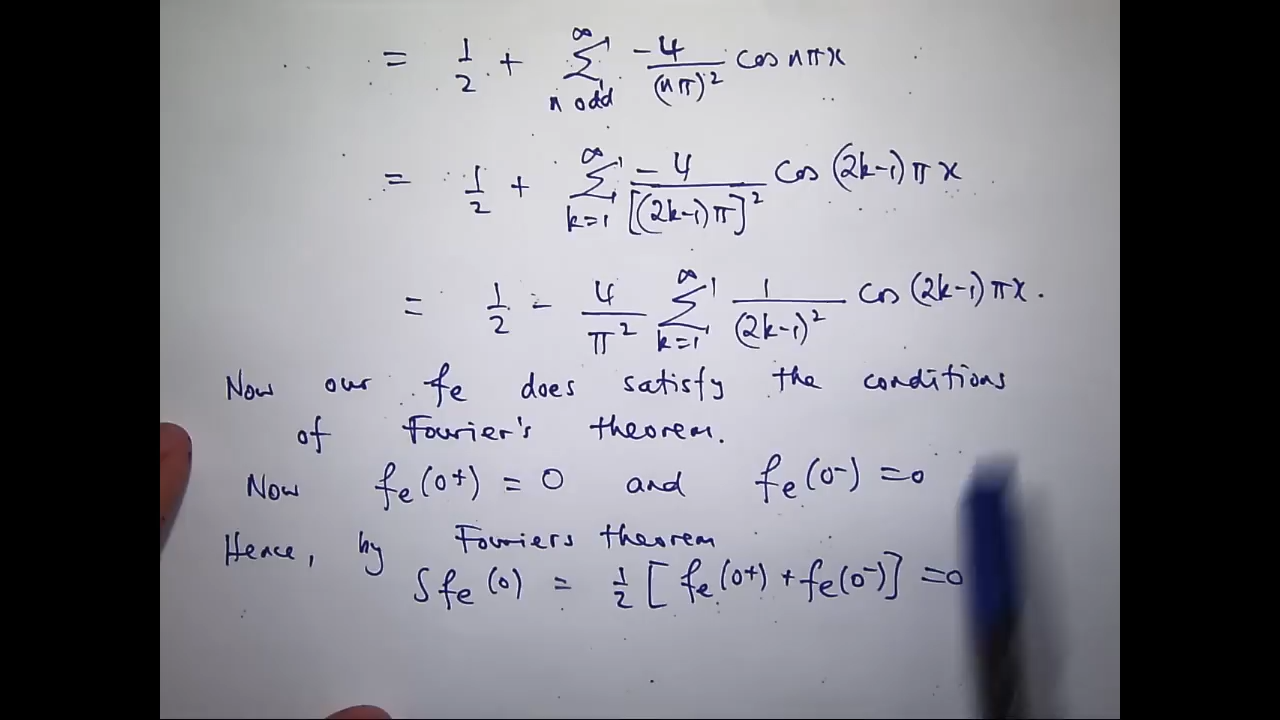 = 1/2 + ∑_{n odd}^{∞} -4/(nπ)² cos nπx
= 1/2 + ∑_{k=1}^{∞} -4/[(2k-1)π]² cos (2k-1)πx
= 1/2 - 4/π² ∑_{k=1}^{∞} 1/(2k-1)² cos (2k-1)πx.
Now our fₑ does satisfy the conditions
of Fourier's theorem.
Now fₑ(0+) = 0 and fₑ(0-) = 0
Hence, by Fouriers theorem
Sfₑ(0) = 1/2 [fₑ(0+) + fₑ(0-)] = 0